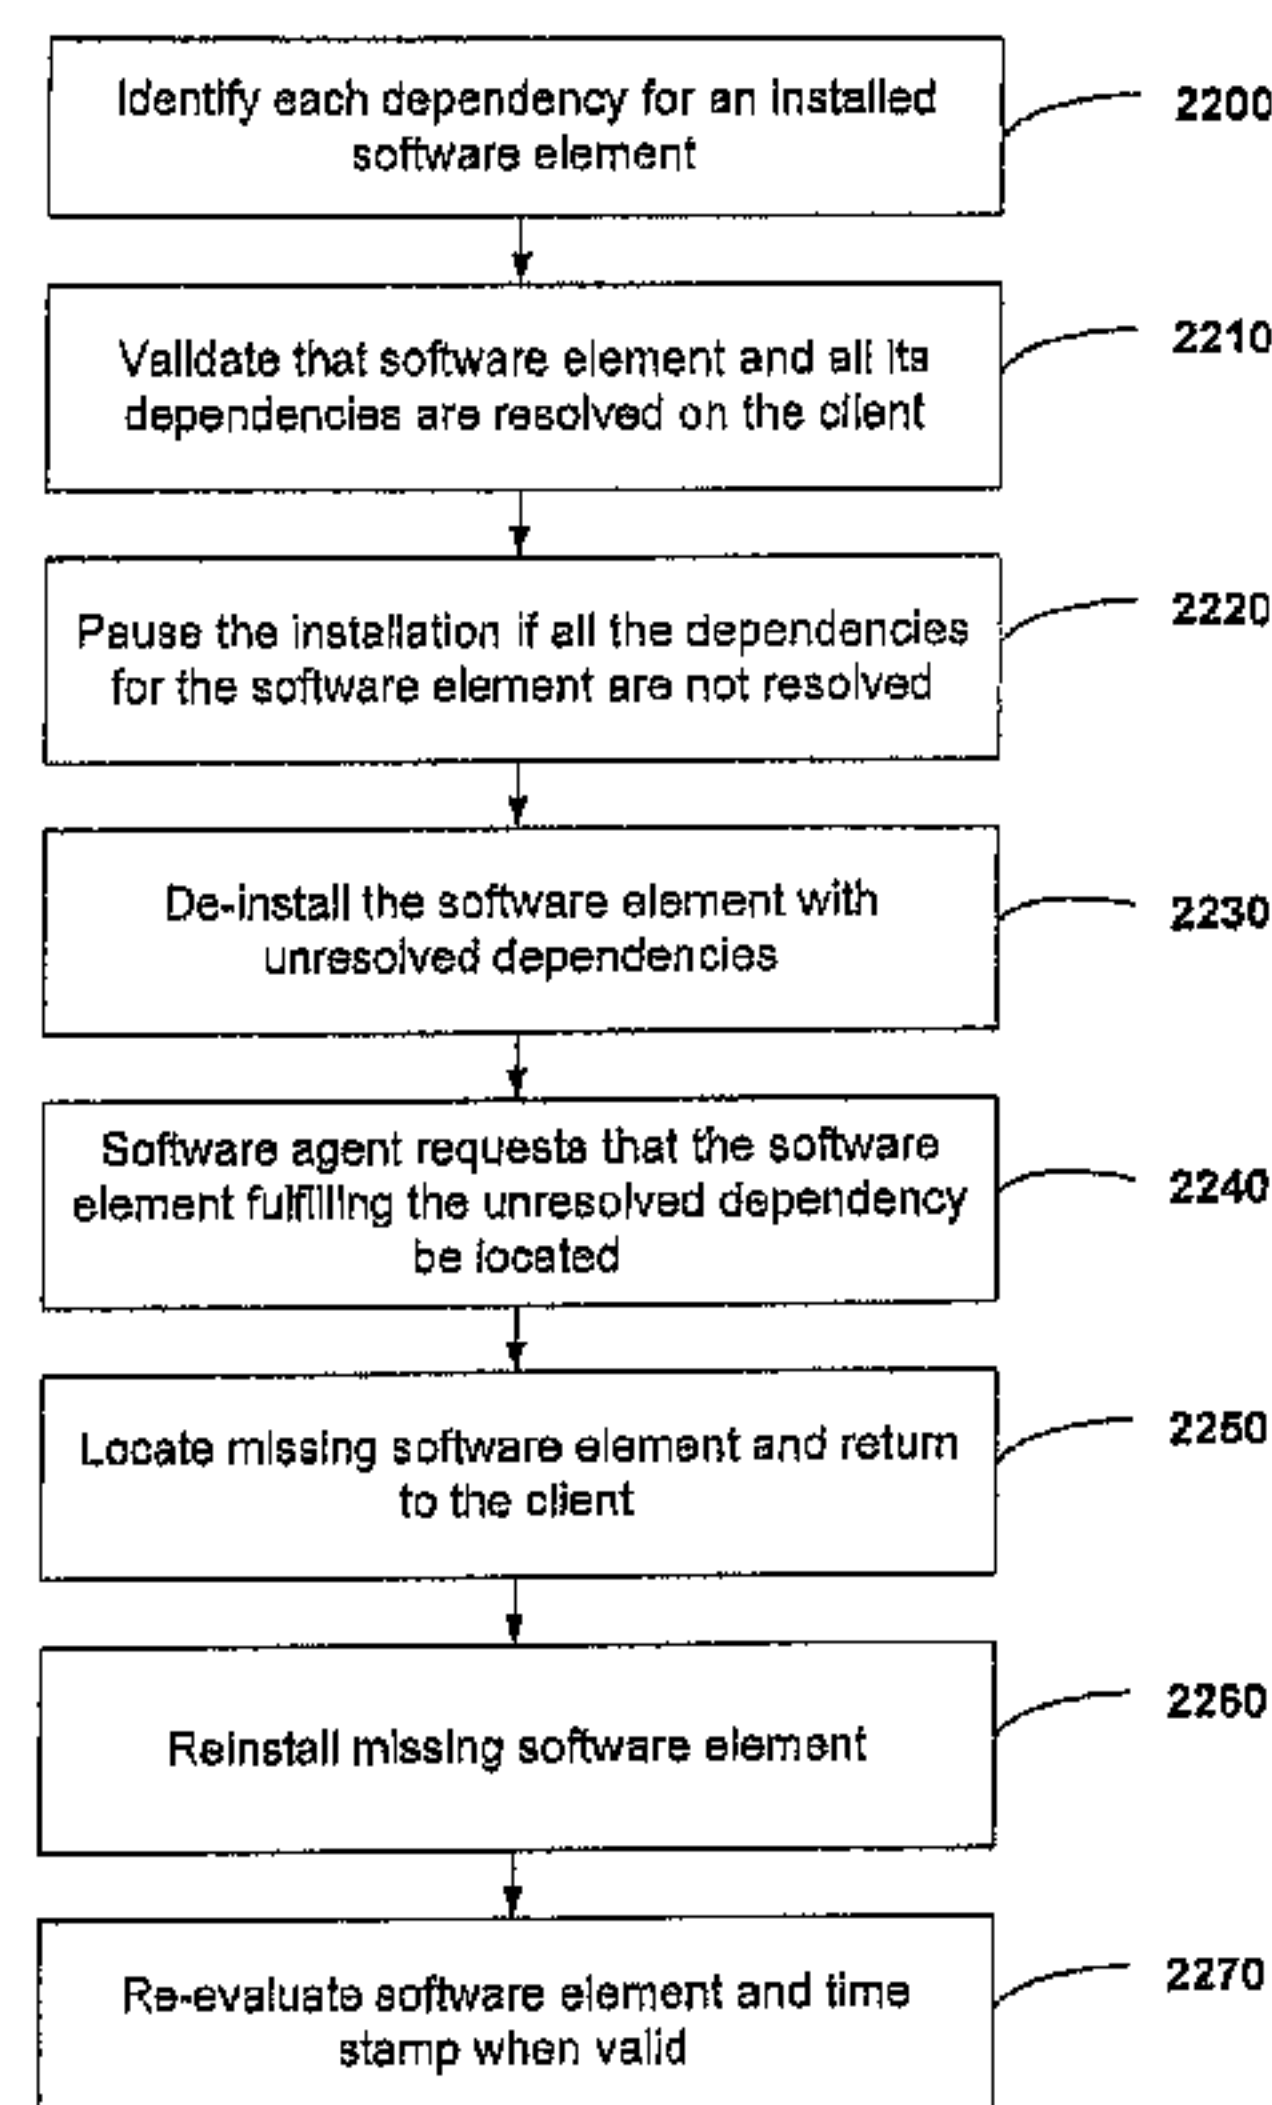 Identify each dependency for an installed
software element
2200
Validate that software element and all its
dependencies are resolved on the client
2210
Pause the installation if all the dependencies
for the software element are not resolved
2220
De-install the software element with
unresolved dependencies
2230
Software agent requests that the software
element fulfilling the unresolved dependency
be located
2240
Locate missing software element and return
to the client
2250
Reinstall missing software element
2260
Re-evaluate software element and time
stamp when valid
2270